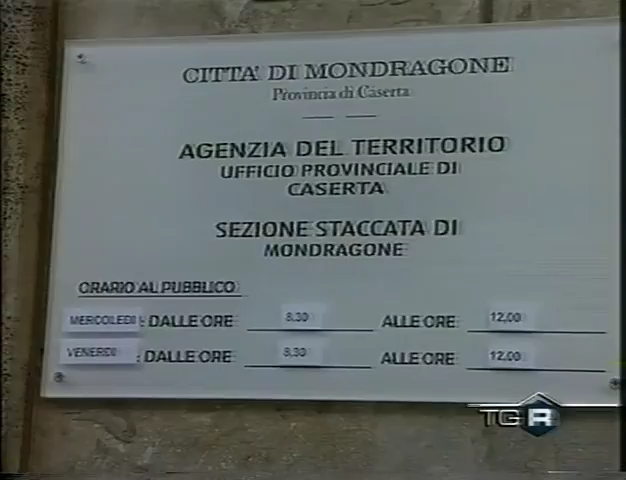 CITTA' DI MONDRAGONE
Provincia di Caserta
AGENZIA DEL TERRITORIO
UFFICIO PROVINCIALE DI
CASERTA
SEZIONE STACCATA DI
MONDRAGONE
ORARIO AL PUBBLICO
MERCOLEDI : DALLE ORE 8,30 ALLE ORE 12,00
VENERDI : DALLE ORE 8,30 ALLE ORE 12,00
TGR